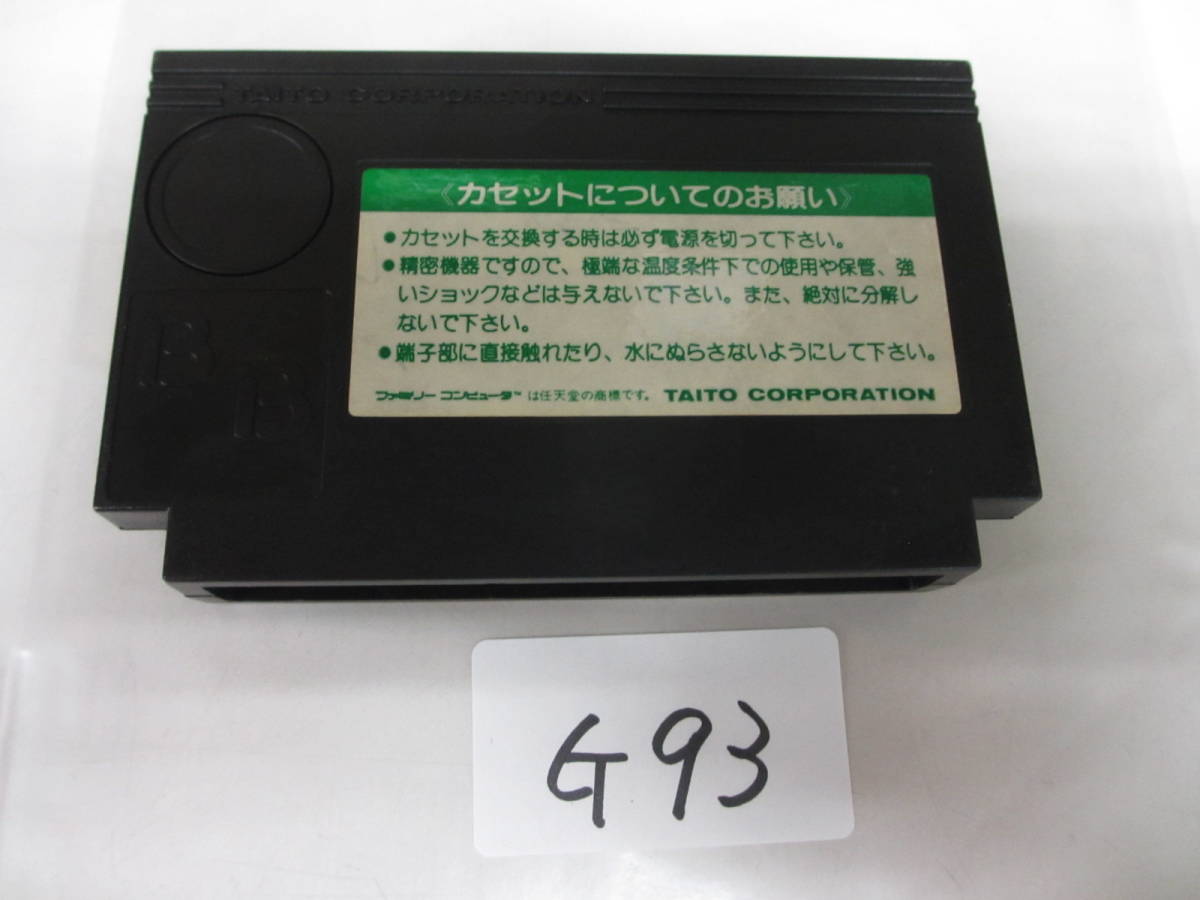 TAITO CORPORATION
《カセットについてのお願い》
●カセットを交換する時は必ず電源を切って下さい。
●精密機器ですので、極端な温度条件下での使用や保管、強
いショックなどは与えないで下さい。また、絶対に分解し
ないで下さい。
●端子部に直接触れたり、水にぬらさないようにして下さい。
ファミリーコンピュータ™は任天堂の商標です。 TAITO CORPORATION
B
B
G93